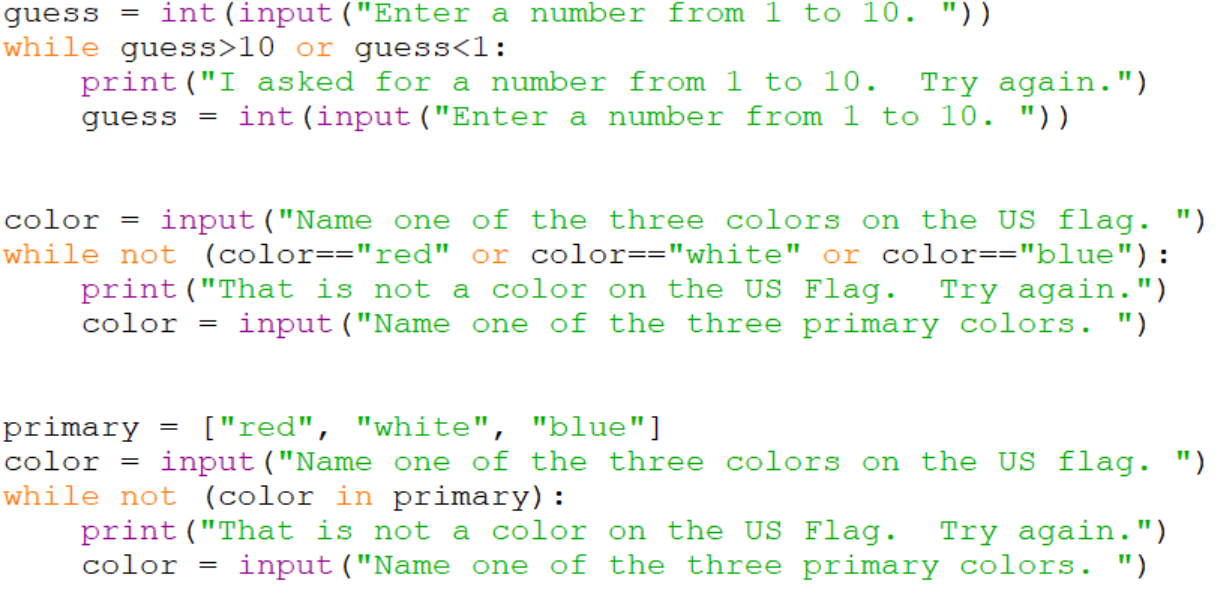 guess = int(input("Enter a number from 1 to 10. "))
while guess>10 or guess<1:
    print("I asked for a number from 1 to 10.  Try again.")
    guess = int(input("Enter a number from 1 to 10. "))
color = input("Name one of the three colors on the US flag. ")
while not (color=="red" or color=="white" or color=="blue"):
    print("That is not a color on the US Flag.  Try again.")
    color = input("Name one of the three primary colors. ")
primary = ["red", "white", "blue"]
color = input("Name one of the three colors on the US flag. ")
while not (color in primary):
    print("That is not a color on the US Flag.  Try again.")
    color = input("Name one of the three primary colors. ")